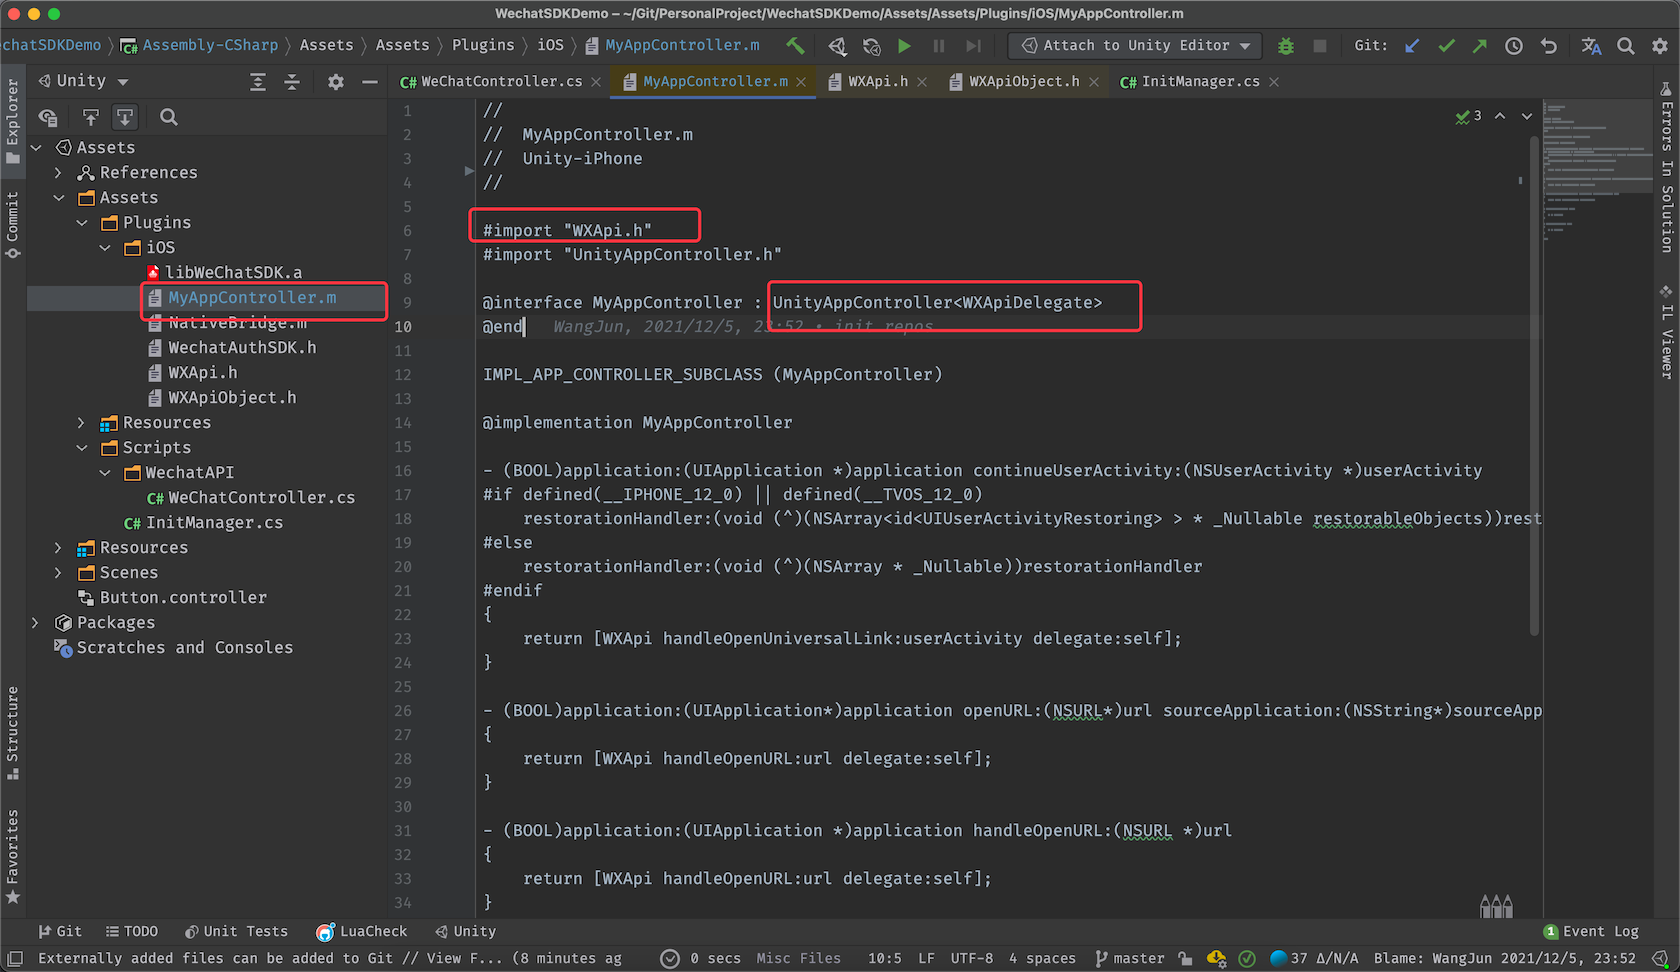 WechatSDKDemo – ~/Git/PersonalProject/WechatSDKDemo/Assets/Assets/Plugins/iOS/MyAppController.m
echatSDKDemo Assembly-CSharp Assets Assets Plugins iOS MyAppController.m Attach to Unity Editor Git:
Unity
C# WeChatController.cs MyAppController.m WXApi.h WXApiObject.h C# InitManager.cs
Explorer
Commit
Structure
Favorites
Assets
References
Assets
Plugins
iOS
libWeChatSDK.a
MyAppController.m
NativeBridge.m
WechatAuthSDK.h
WXApi.h
WXApiObject.h
Resources
Scripts
WechatAPI
C# WeChatController.cs
C# InitManager.cs
Resources
Scenes
Button.controller
Packages
Scratches and Consoles
3
1 //
2 //  MyAppController.m
3 //  Unity-iPhone
4 //
5
6 #import "WXApi.h"
7 #import "UnityAppController.h"
8
9 @interface MyAppController : UnityAppController<WXApiDelegate>
10 @end WangJun, 2021/12/5, 23:52 • init repos
11
12 IMPL_APP_CONTROLLER_SUBCLASS (MyAppController)
13
14 @implementation MyAppController
15
16 - (BOOL)application:(UIApplication *)application continueUserActivity:(NSUserActivity *)userActivity
17 #if defined(__IPHONE_12_0) || defined(__TVOS_12_0)
18     restorationHandler:(void (^)(NSArray<id<UIUserActivityRestoring> > * _Nullable restorableObjects))rest
19 #else
20     restorationHandler:(void (^)(NSArray * _Nullable))restorationHandler
21 #endif
22 {
23     return [WXApi handleOpenUniversalLink:userActivity delegate:self];
24 }
25
26 - (BOOL)application:(UIApplication*)application openURL:(NSURL*)url sourceApplication:(NSString*)sourceApp
27 {
28     return [WXApi handleOpenURL:url delegate:self];
29 }
30
31 - (BOOL)application:(UIApplication *)application handleOpenURL:(NSURL *)url
32 {
33     return [WXApi handleOpenURL:url delegate:self];
34 }
Errors In Solution
IL Viewer
Git TODO Unit Tests LuaCheck Unity 1 Event Log
Externally added files can be added to Git // View F... (8 minutes ag 0 secs Misc Files 10:5 LF UTF-8 4 spaces master 37 Δ/N/A Blame: WangJun 2021/12/5, 23:52